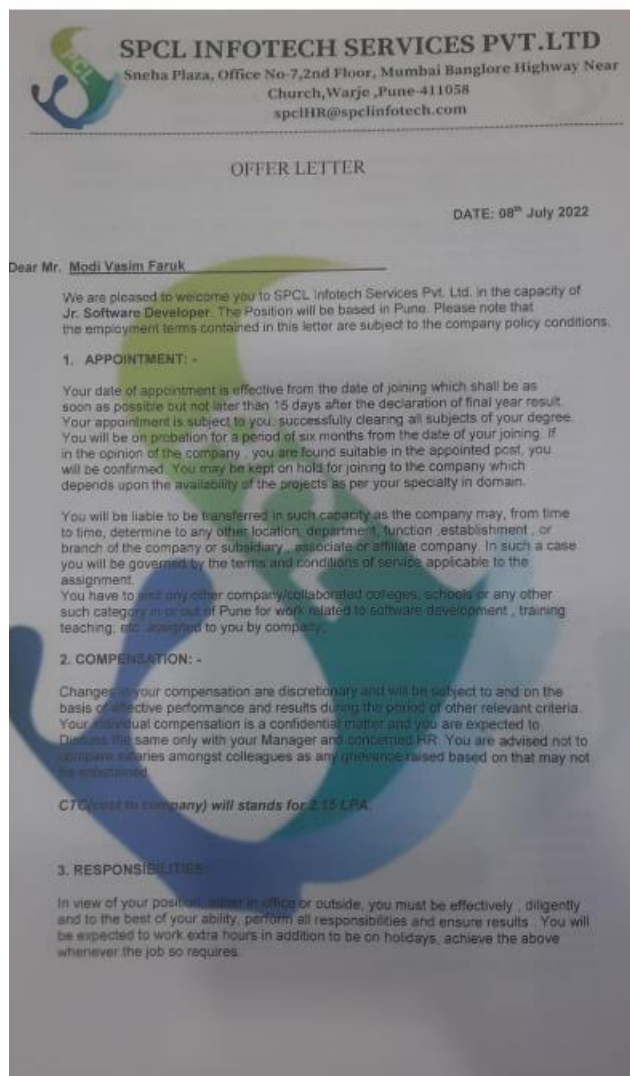 SPCL
SPCL INFOTECH SERVICES PVT.LTD
Sneha Plaza, Office No-7,2nd Floor, Mumbai Banglore Highway Near
Church,Warje ,Pune-411058
spclHR@spclinfotech.com
OFFER LETTER
DATE: 08th July 2022
Dear Mr. Modi Vasim Faruk
We are pleased to welcome you to SPCL Infotech Services Pvt. Ltd. in the capacity of
Jr. Software Developer. The Position will be based in Pune. Please note that
the employment terms contained in this letter are subject to the company policy conditions.
1. APPOINTMENT: -
Your date of appointment is effective from the date of joining which shall be as
soon as possible but not later than 15 days after the declaration of final year result.
Your appointment is subject to you, successfully clearing all subjects of your degree.
You will be on probation for a period of six months from the date of your joining. If
in the opinion of the company , you are found suitable in the appointed post, you
will be confirmed. You may be kept on hold for joining to the company which
depends upon the availability of the projects as per your specialty in domain.
You will be liable to be transferred in such capacity as the company may, from time
to time, determine to any other location, department, function ,establishment , or
branch of the company or subsidiary , associate or affiliate company. In such a case
you will be governed by the terms and conditions of service applicable to the
assignment.
You have to visit any other company/collaborated colleges, schools or any other
such category in or out of Pune for work related to software development , training
teaching, etc. assigned to you by company.
2. COMPENSATION: -
Changes in your compensation are discretionary and will be subject to and on the
basis of effective performance and results during the period of other relevant criteria.
Your individual compensation is a confidential matter and you are expected to
Discuss the same only with your Manager and concerned HR. You are advised not to
compare salaries amongst colleagues as any grievance raised based on that may not
be entertained.
CTC(cost to company) will stands for 2.15 LPA.
3. RESPONSIBILITIES:-
In view of your position, either in office or outside, you must be effectively , diligently
and to the best of your ability, perform all responsibilities and ensure results . You will
be expected to work extra hours in addition to be on holidays, achieve the above
whenever the job so requires.